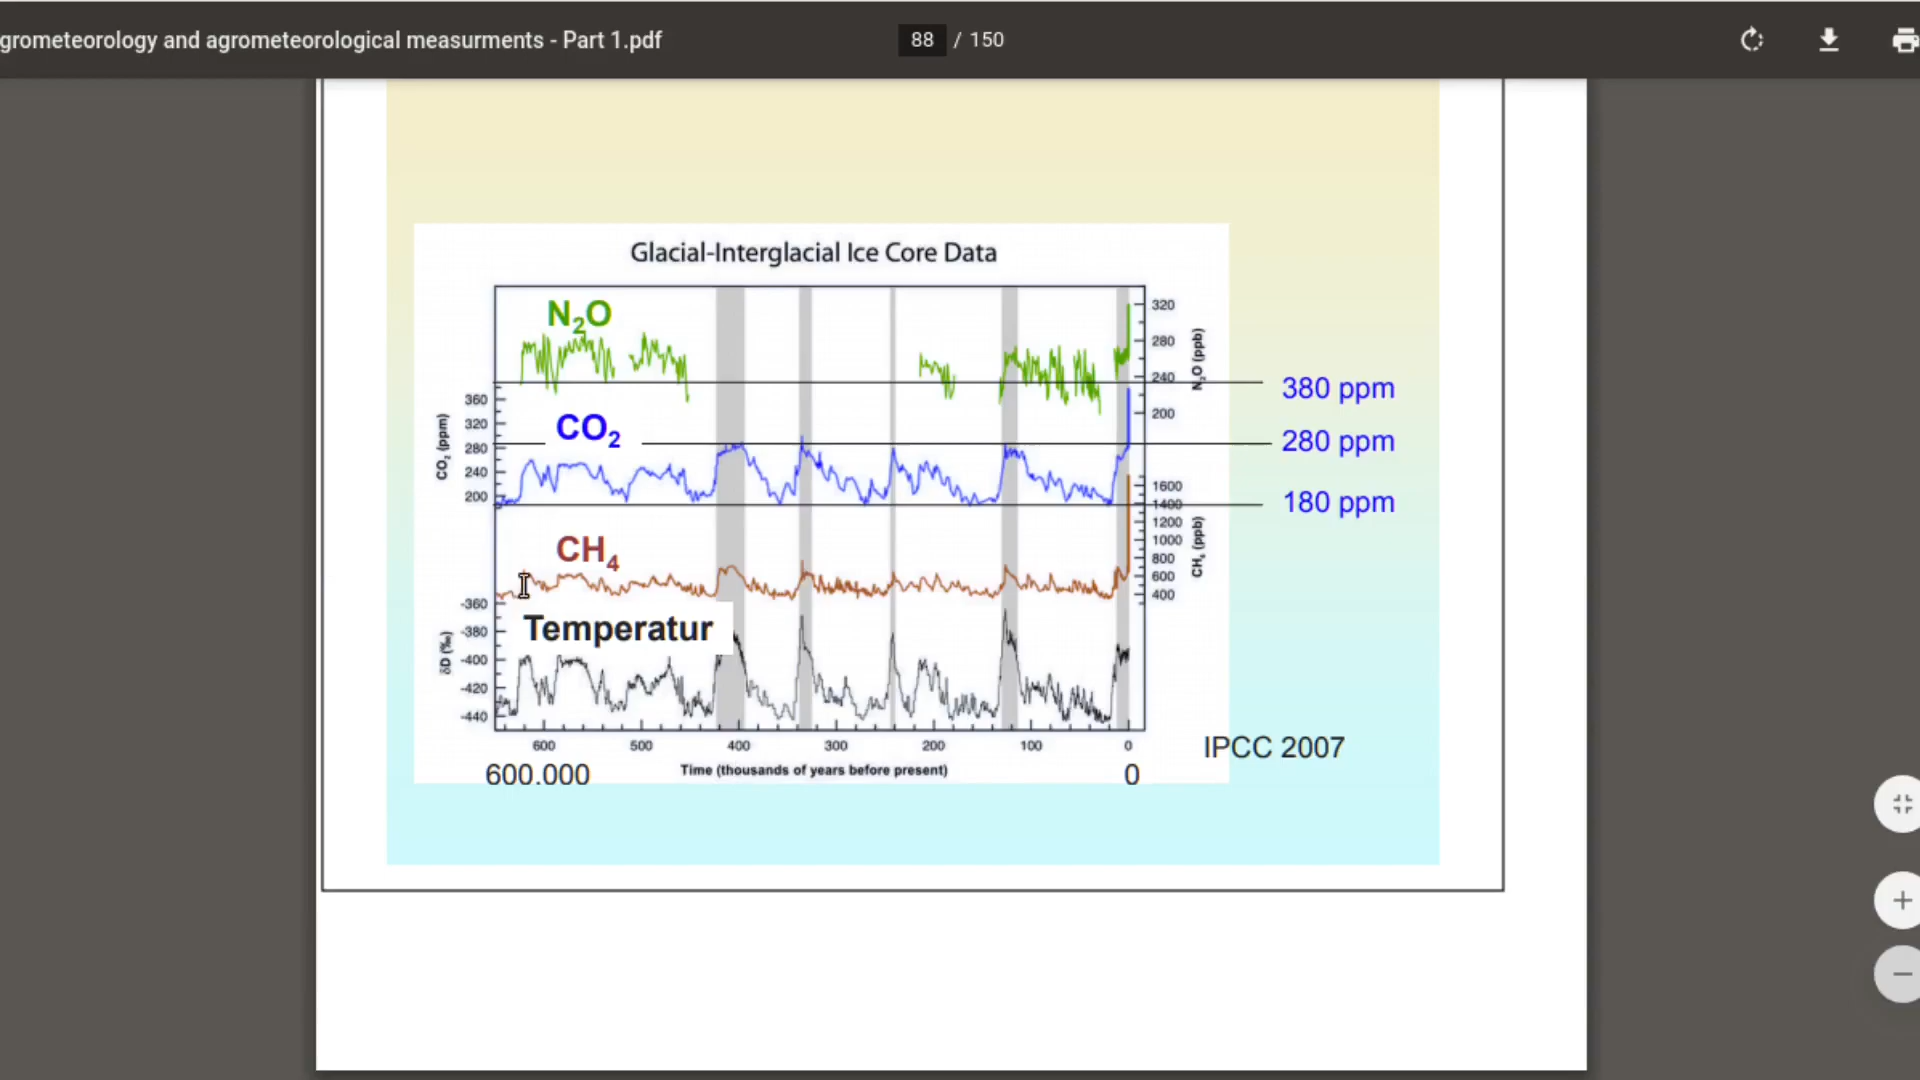 grometeorology and agrometeorological measurments - Part 1.pdf
88 / 150
Glacial-Interglacial Ice Core Data
N₂O
320
280
240
200
N₂O (ppb)
380 ppm
CO₂
360
320
280
240
200
CO₂ (ppm)
280 ppm
180 ppm
CH₄
1600
1400
1200
1000
800
600
400
CH₄ (ppb)
Temperatur
-360
-380
-400
-420
-440
δD (‰)
600 500 400 300 200 100 0
Time (thousands of years before present)
600.000 0
IPCC 2007